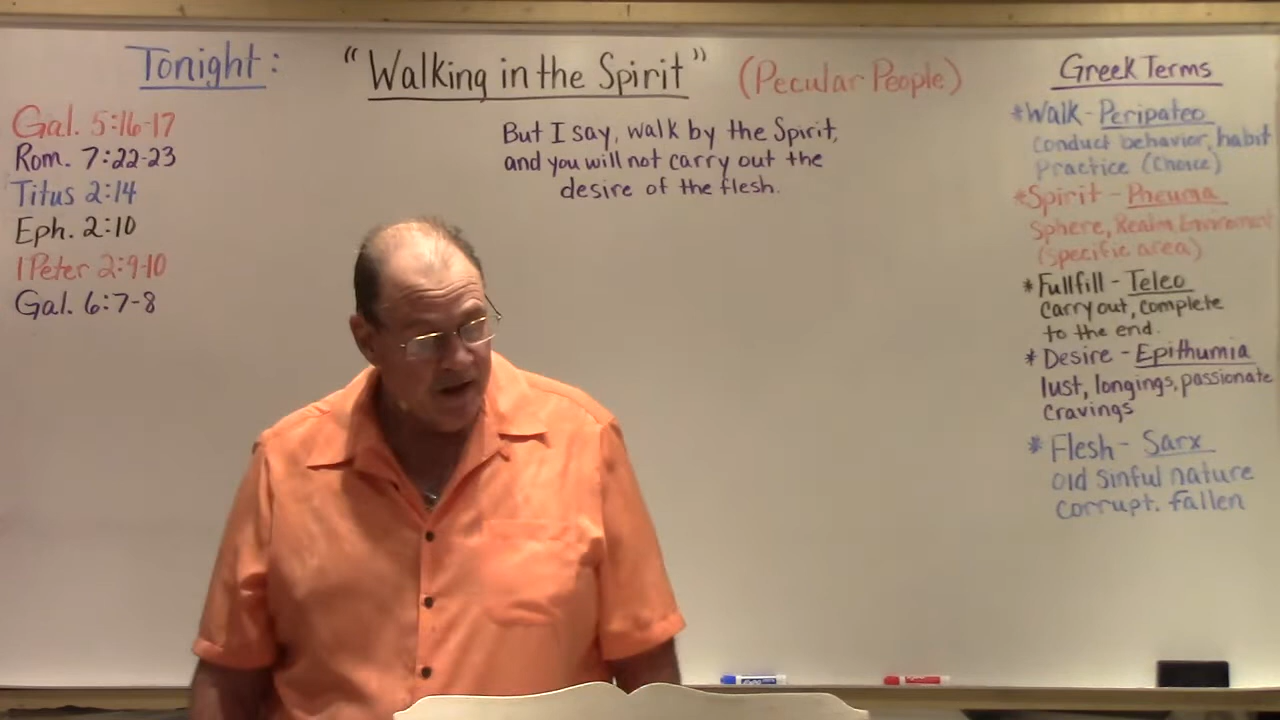 Tonight: "Walking in the Spirit" (Pecular People)
Gal. 5:16-17
Rom. 7:22-23
Titus 2:14
Eph. 2:10
1 Peter 2:9-10
Gal. 6:7-8
But I say, walk by the Spirit,
and you will not carry out the
desire of the flesh.
Greek Terms
*Walk - Peripateo
conduct behavior, habit
Practice (Choice)
*Spirit - Pneuma
Sphere, Realm, Environment
(Specific area)
*Fullfill - Teleo
carry out, complete
to the end.
*Desire - Epithumia
lust, longings, passionate
cravings
*Flesh - Sarx
old sinful nature
corrupt. fallen